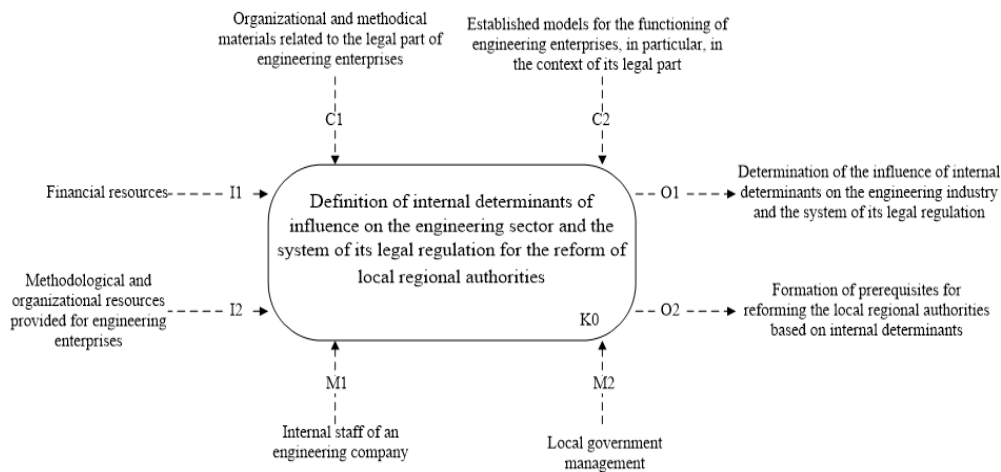 Organizational and methodical
materials related to the legal part of
engineering enterprises
Established models for the functioning of
engineering enterprises, in particular, in
the context of its legal part
C1
C2
Financial resources
I1
Methodological and
organizational resources
provided for engineering
enterprises
I2
Definition of internal determinants of
influence on the engineering sector and the
system of its legal regulation for the reform of
local regional authorities
K0
O1
Determination of the influence of internal
determinants on the engineering industry
and the system of its legal regulation
O2
Formation of prerequisites for
reforming the local regional authorities
based on internal determinants
M1
M2
Internal staff of an
engineering company
Local government
management